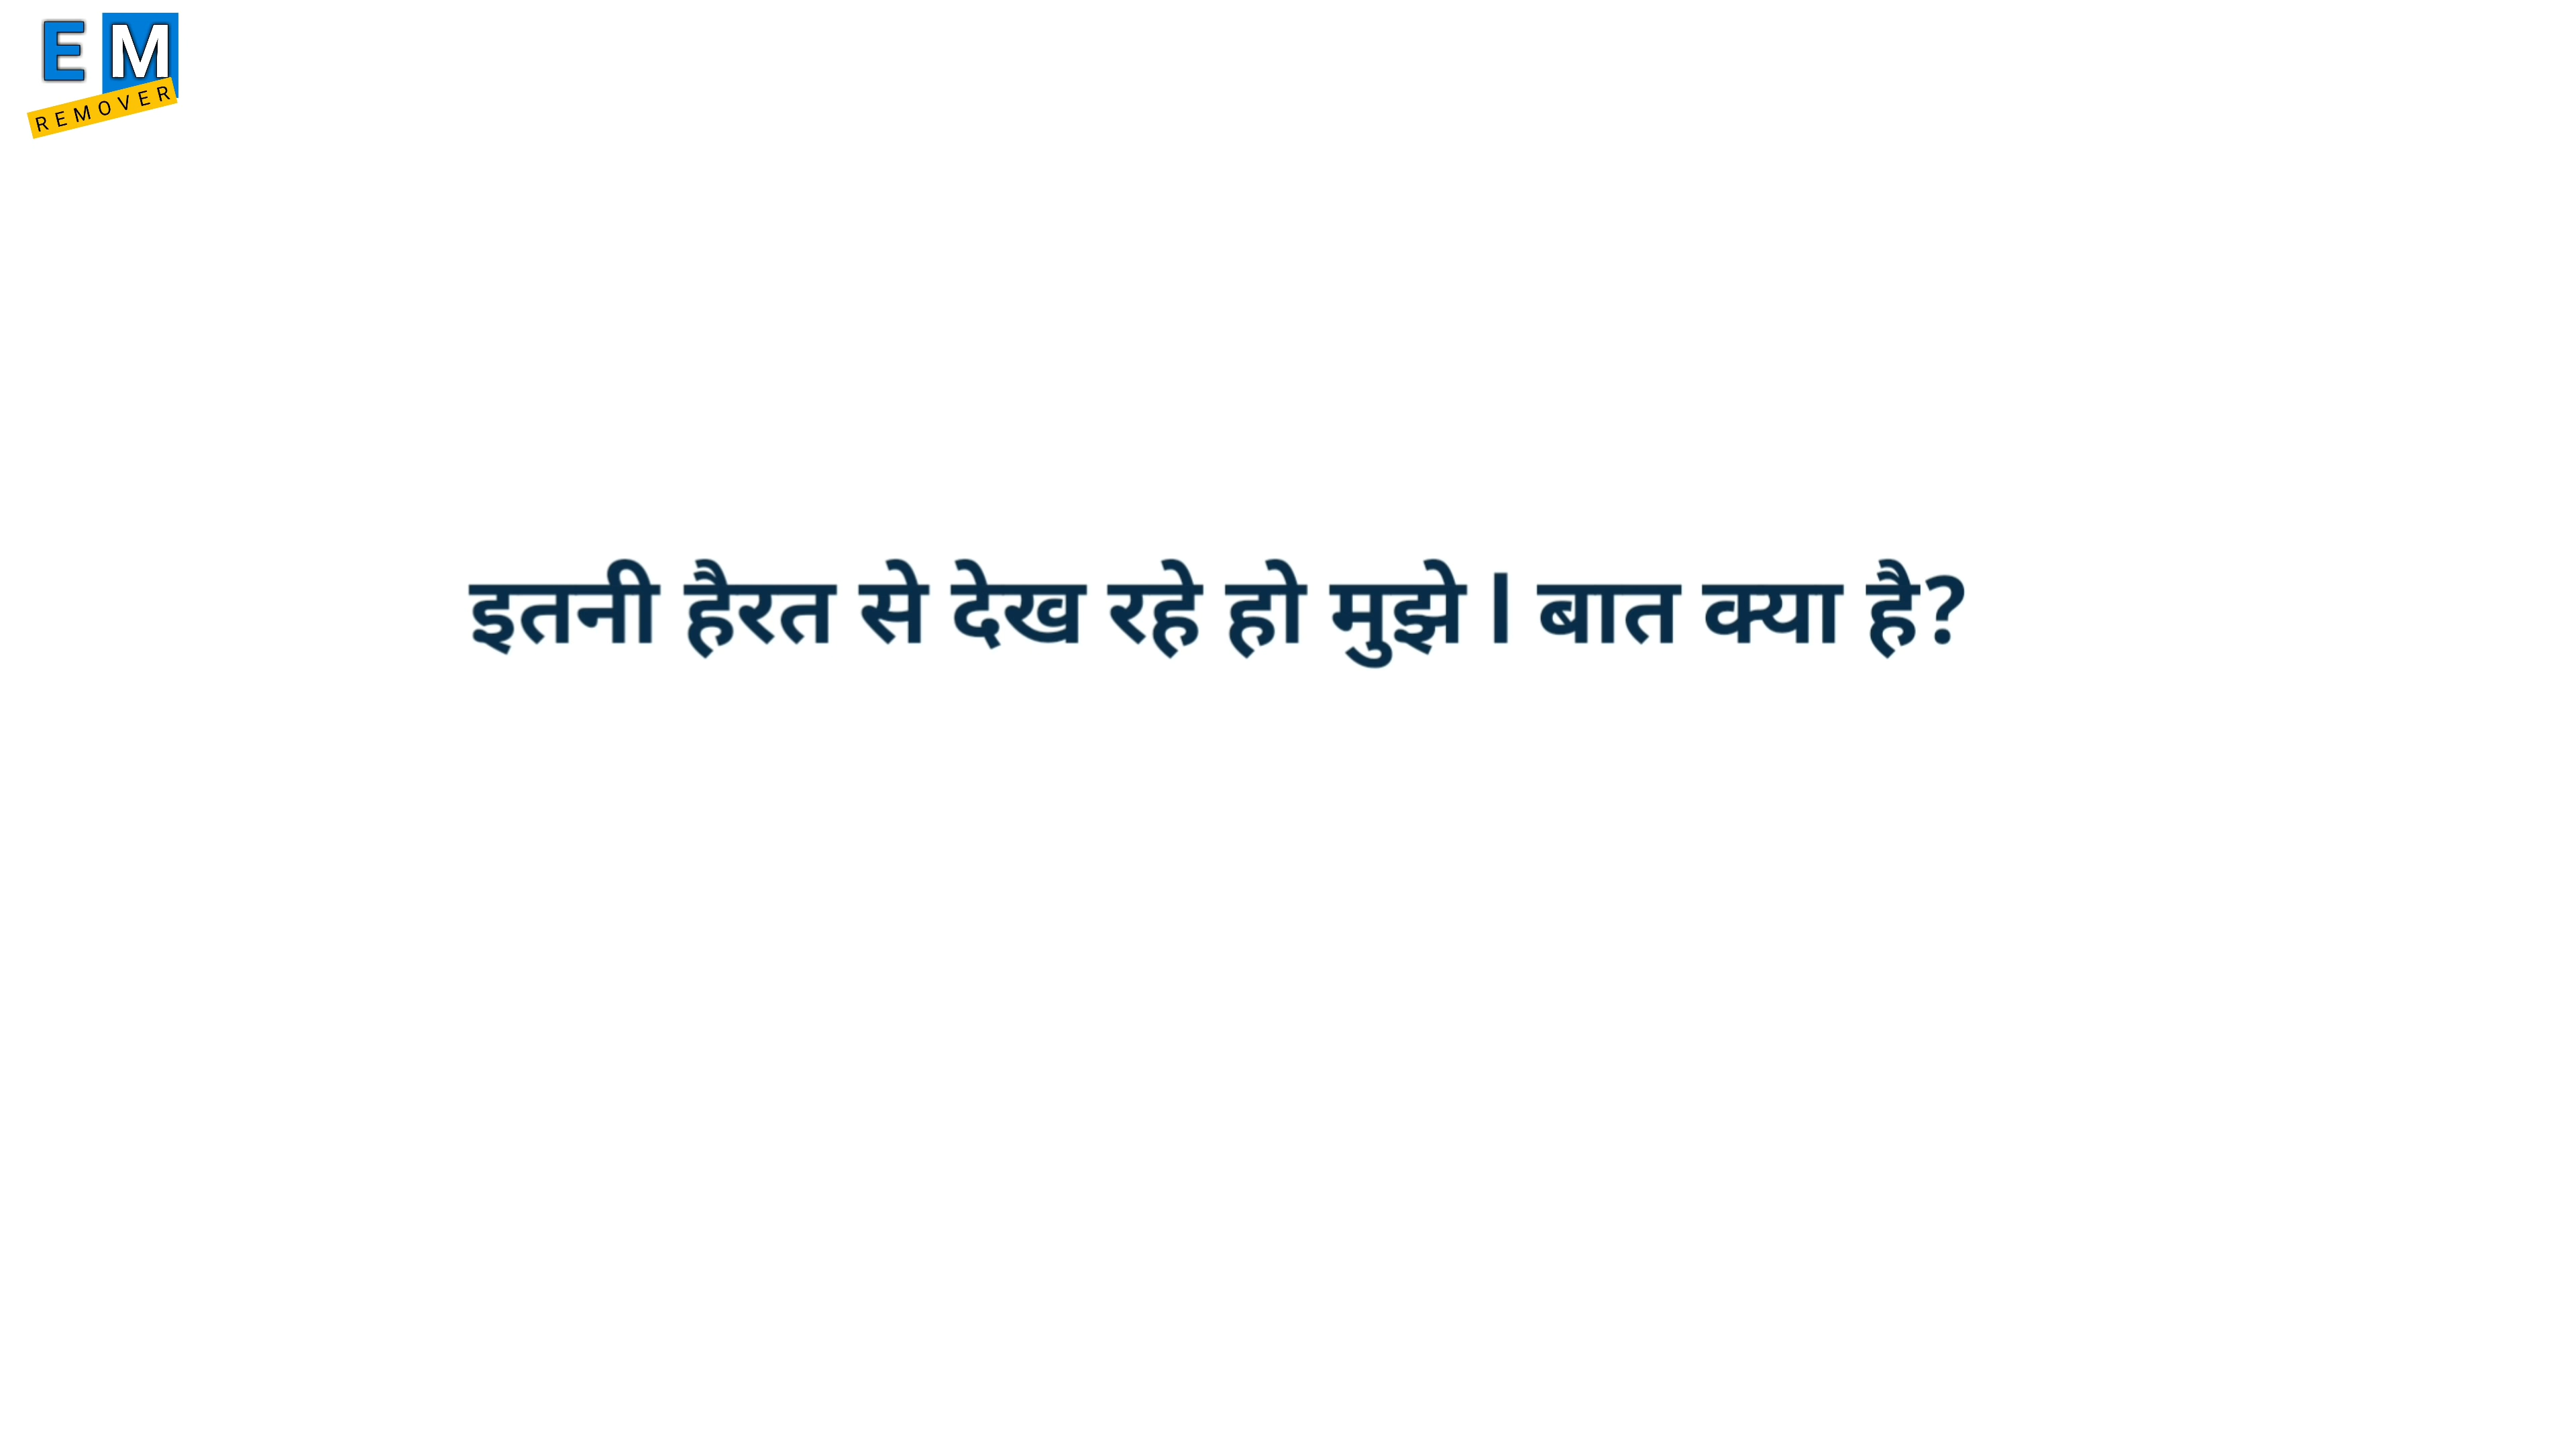 EM
REMOVER
इतनी हैरत से देख रहे हो मुझे l बात क्या है?